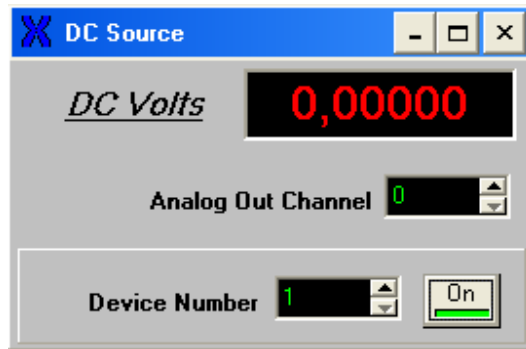 DC Source
DC Volts 0,00000
Analog Out Channel 0
Device Number 1 On